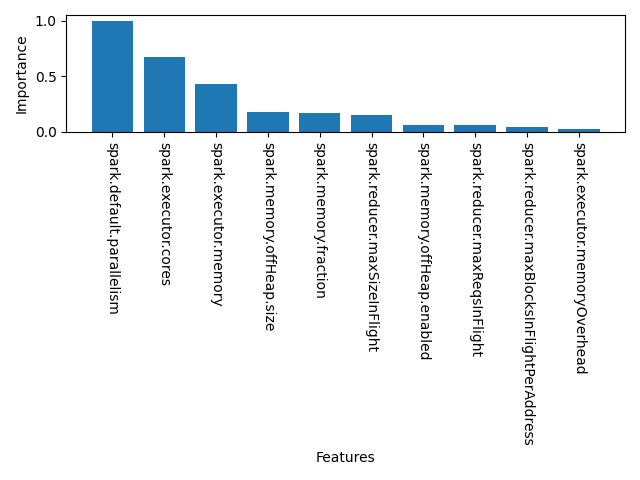 Importance
1.0
0.5
0.0
spark.default.parallelism
spark.executor.cores
spark.executor.memory
spark.memory.offHeap.size
spark.memory.fraction
spark.reducer.maxSizeInFlight
spark.memory.offHeap.enabled
spark.reducer.maxReqsInFlight
spark.reducer.maxBlocksInFlightPerAddress
spark.executor.memoryOverhead
Features